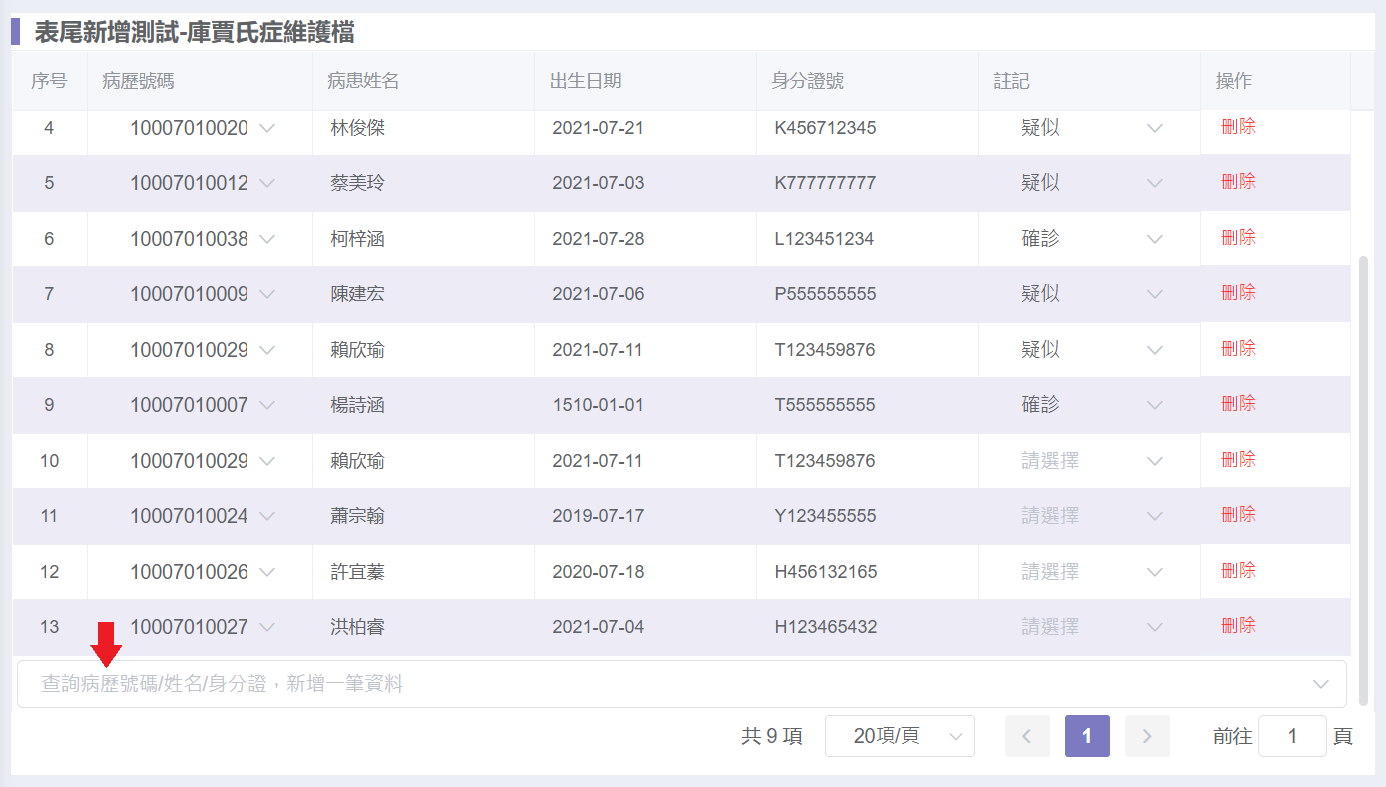 表尾新增測試-庫賈氏症維護檔
序号 病歷號碼 病患姓名 出生日期 身分證號 註記 操作
4 10007010020 林俊傑 2021-07-21 K456712345 疑似 刪除
5 10007010012 蔡美玲 2021-07-03 K777777777 疑似 刪除
6 10007010038 柯梓涵 2021-07-28 L123451234 確診 刪除
7 10007010009 陳建宏 2021-07-06 P555555555 疑似 刪除
8 10007010029 賴欣瑜 2021-07-11 T123459876 疑似 刪除
9 10007010007 楊詩涵 1510-01-01 T555555555 確診 刪除
10 10007010029 賴欣瑜 2021-07-11 T123459876 請選擇 刪除
11 10007010024 蕭宗翰 2019-07-17 Y123455555 請選擇 刪除
12 10007010026 許宜蓁 2020-07-18 H456132165 請選擇 刪除
13 10007010027 洪柏睿 2021-07-04 H123465432 請選擇 刪除
查詢病歷號碼/姓名/身分證，新增一筆資料
共 9 項 20項/頁 1 前往 1 頁